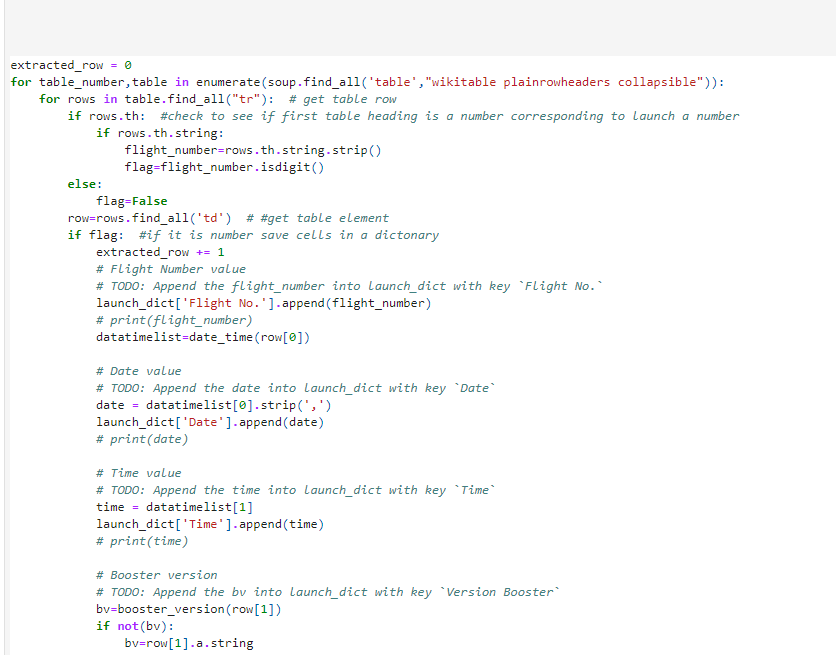 extracted_row = 0
for table_number,table in enumerate(soup.find_all('table',"wikitable plainrowheaders collapsible")):
    for rows in table.find_all("tr"):  # get table row
        if rows.th:  #check to see if first table heading is a number corresponding to launch a number
            if rows.th.string:
                flight_number=rows.th.string.strip()
                flag=flight_number.isdigit()
        else:
            flag=False
        row=rows.find_all('td')  # #get table element
        if flag:  #if it is number save cells in a dictonary
            extracted_row += 1
            # Flight Number value
            # TODO: Append the flight_number into launch_dict with key `Flight No.`
            launch_dict['Flight No.'].append(flight_number)
            # print(flight_number)
            datatimelist=date_time(row[0])

            # Date value
            # TODO: Append the date into launch_dict with key `Date`
            date = datatimelist[0].strip(',')
            launch_dict['Date'].append(date)
            # print(date)

            # Time value
            # TODO: Append the time into launch_dict with key `Time`
            time = datatimelist[1]
            launch_dict['Time'].append(time)
            # print(time)

            # Booster version
            # TODO: Append the bv into launch_dict with key `Version Booster`
            bv=booster_version(row[1])
            if not(bv):
                bv=row[1].a.string